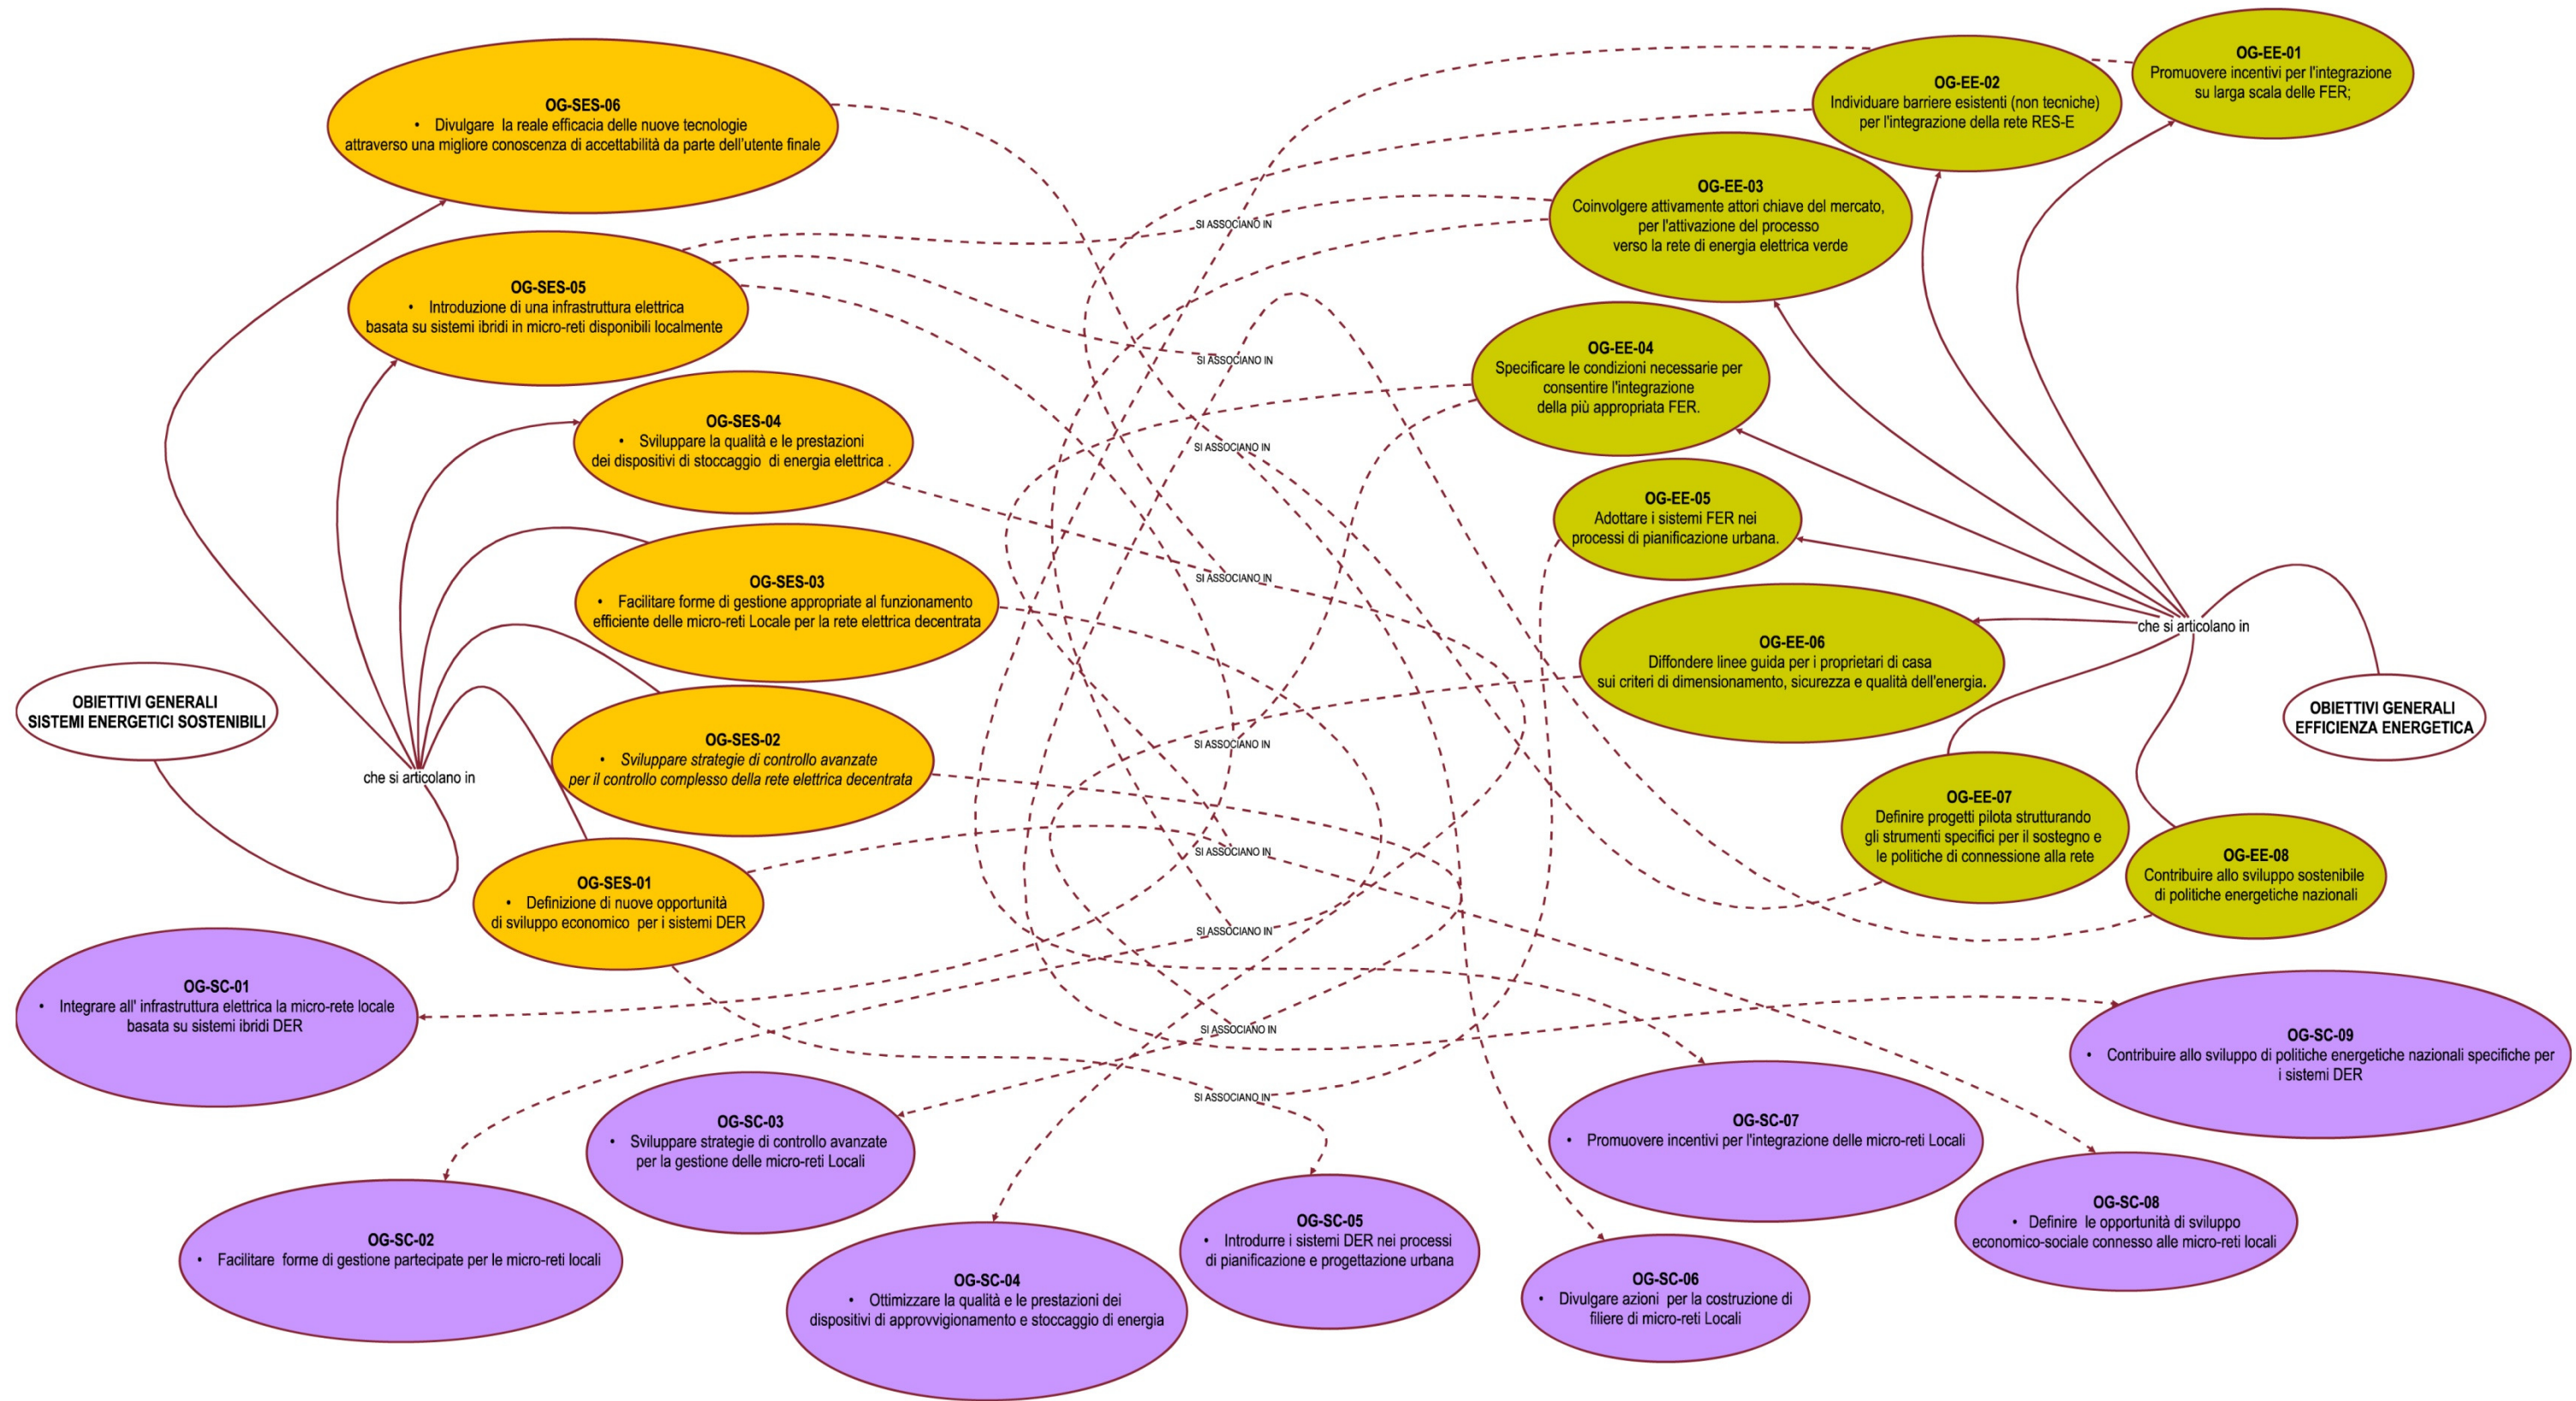 OG-SES-06
• Divulgare la reale efficacia delle nuove tecnologie
attraverso una migliore conoscenza di accettabilità da parte dell'utente finale
OG-SES-05
• Introduzione di una infrastruttura elettrica
basata su sistemi ibridi in micro-reti disponibili localmente
OG-SES-04
• Sviluppare la qualità e le prestazioni
dei dispositivi di stoccaggio di energia elettrica .
OG-SES-03
• Facilitare forme di gestione appropriate al funzionamento
efficiente delle micro-reti Locale per la rete elettrica decentrata
OBIETTIVI GENERALI
SISTEMI ENERGETICI SOSTENIBILI
che si articolano in
OG-SES-02
• Sviluppare strategie di controllo avanzate
per il controllo complesso della rete elettrica decentrata
OG-SES-01
• Definizione di nuove opportunità
di sviluppo economico per i sistemi DER
SI ASSOCIANO IN
SI ASSOCIANO IN
SI ASSOCIANO IN
SI ASSOCIANO IN
SI ASSOCIANO IN
SI ASSOCIANO IN
SI ASSOCIANO IN
SI ASSOCIANO IN
SI ASSOCIANO IN
OG-EE-01
Promuovere incentivi per l'integrazione
su larga scala delle FER;
OG-EE-02
Individuare barriere esistenti (non tecniche)
per l'integrazione della rete RES-E
OG-EE-03
Coinvolgere attivamente attori chiave del mercato,
per l'attivazione del processo
verso la rete di energia elettrica verde
OG-EE-04
Specificare le condizioni necessarie per
consentire l'integrazione
della più appropriata FER.
OG-EE-05
Adottare i sistemi FER nei
processi di pianificazione urbana.
OG-EE-06
Diffondere linee guida per i proprietari di casa
sui criteri di dimensionamento, sicurezza e qualità dell'energia.
che si articolano in
OBIETTIVI GENERALI
EFFICIENZA ENERGETICA
OG-EE-07
Definire progetti pilota strutturando
gli strumenti specifici per il sostegno e
le politiche di connessione alla rete
OG-EE-08
Contribuire allo sviluppo sostenibile
di politiche energetiche nazionali
OG-SC-01
• Integrare all' infrastruttura elettrica la micro-rete locale
basata su sistemi ibridi DER
OG-SC-02
• Facilitare forme di gestione partecipate per le micro-reti locali
OG-SC-03
• Sviluppare strategie di controllo avanzate
per la gestione delle micro-reti Locali
OG-SC-04
• Ottimizzare la qualità e le prestazioni dei
dispositivi di approvvigionamento e stoccaggio di energia
OG-SC-05
• Introdurre i sistemi DER nei processi
di pianificazione e progettazione urbana
OG-SC-06
• Divulgare azioni per la costruzione di
filiere di micro-reti Locali
OG-SC-07
• Promuovere incentivi per l'integrazione delle micro-reti Locali
OG-SC-08
• Definire le opportunità di sviluppo
economico-sociale connesso alle micro-reti locali
OG-SC-09
• Contribuire allo sviluppo di politiche energetiche nazionali specifiche per
i sistemi DER